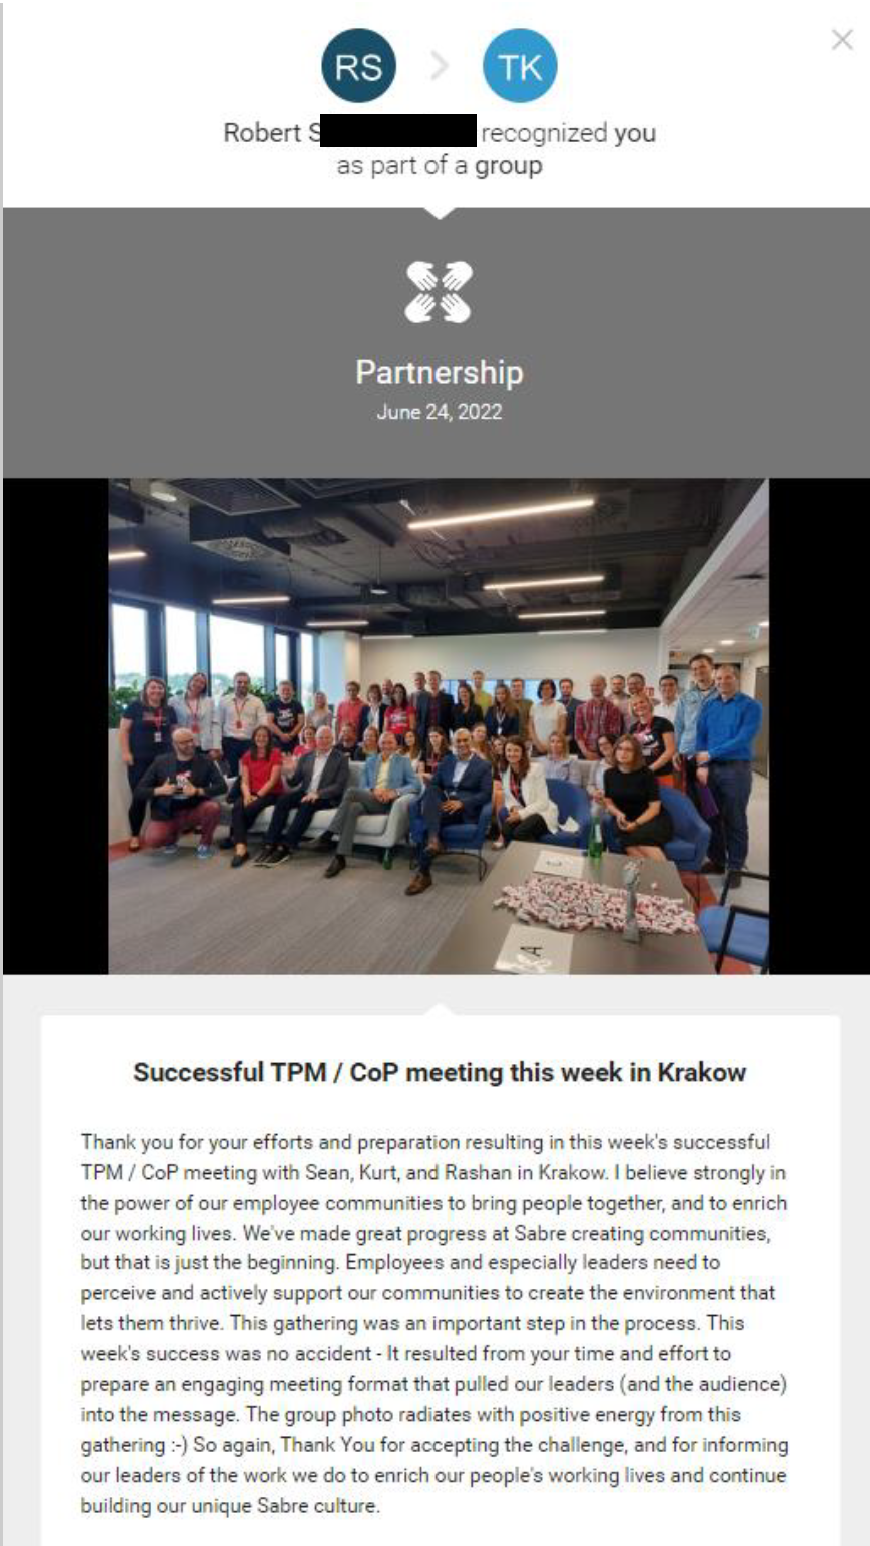 RS > TK
Robert S recognized you
as part of a group
Partnership
June 24, 2022
A
Successful TPM / CoP meeting this week in Krakow
Thank you for your efforts and preparation resulting in this week's successful
TPM / CoP meeting with Sean, Kurt, and Rashan in Krakow. I believe strongly in
the power of our employee communities to bring people together, and to enrich
our working lives. We've made great progress at Sabre creating communities,
but that is just the beginning. Employees and especially leaders need to
perceive and actively support our communities to create the environment that
lets them thrive. This gathering was an important step in the process. This
week's success was no accident - It resulted from your time and effort to
prepare an engaging meeting format that pulled our leaders (and the audience)
into the message. The group photo radiates with positive energy from this
gathering :-) So again, Thank You for accepting the challenge, and for informing
our leaders of the work we do to enrich our people's working lives and continue
building our unique Sabre culture.